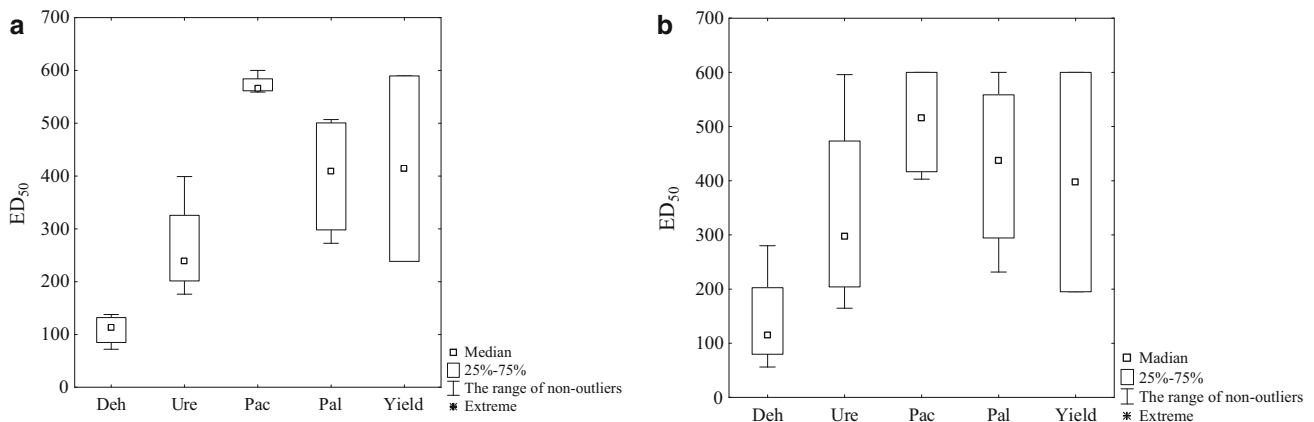 a
700
600
500
400
300
200
100
0
ED50
Deh Ure Pac Pal Yield
Median
25%-75%
The range of non-outliers
Extreme
b
700
600
500
400
300
200
100
0
ED50
Deh Ure Pac Pal Yield
Madian
25%-75%
The range of non-outliers
Extreme